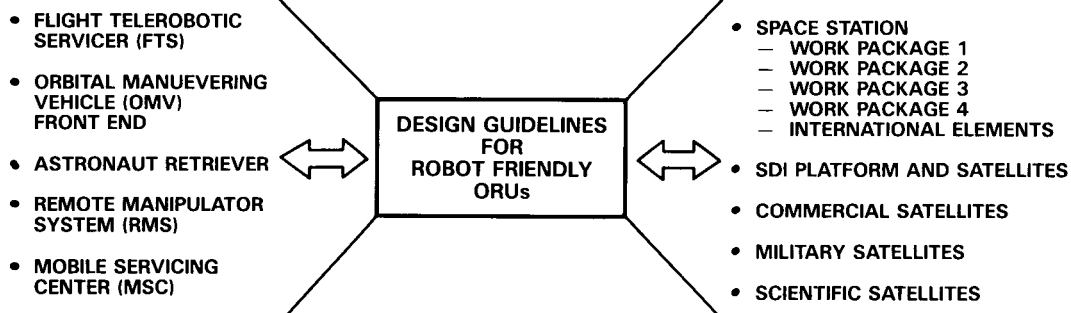 • FLIGHT TELEROBOTIC
SERVICER (FTS)
• ORBITAL MANUEVERING
VEHICLE (OMV)
FRONT END
• ASTRONAUT RETRIEVER
• REMOTE MANIPULATOR
SYSTEM (RMS)
• MOBILE SERVICING
CENTER (MSC)
DESIGN GUIDELINES
FOR
ROBOT FRIENDLY
ORUs
• SPACE STATION
— WORK PACKAGE 1
— WORK PACKAGE 2
— WORK PACKAGE 3
— WORK PACKAGE 4
— INTERNATIONAL ELEMENTS
• SDI PLATFORM AND SATELLITES
• COMMERCIAL SATELLITES
• MILITARY SATELLITES
• SCIENTIFIC SATELLITES